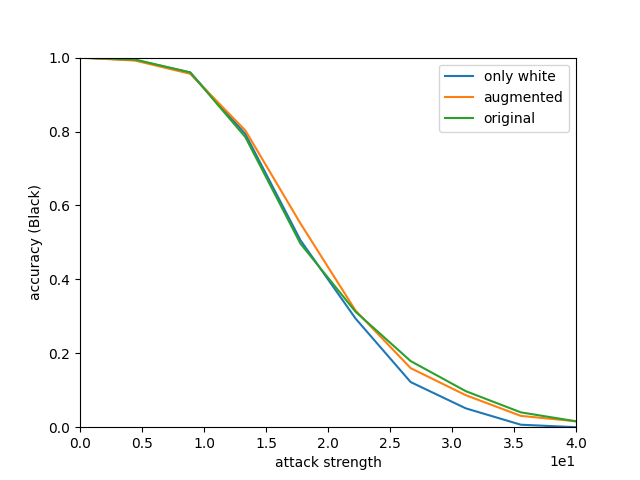 1.0
0.8
0.6
0.4
0.2
0.0
accuracy (Black)
only white
augmented
original
0.0 0.5 1.0 1.5 2.0 2.5 3.0 3.5 4.0
1e1
attack strength